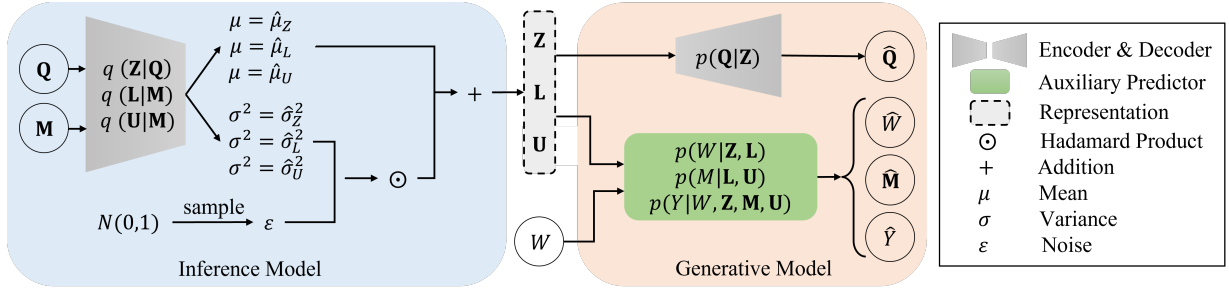 Q
M
q (Z|Q)
q (L|M)
q (U|M)
μ = μ̂_Z
μ = μ̂_L
μ = μ̂_U
σ² = σ̂²_Z
σ² = σ̂²_L
σ² = σ̂²_U
N(0,1)
sample
ε
⊙
+
Inference Model
Z
L
U
W
p(Q|Z)
Q̂
p(W|Z, L)
p(M|L, U)
p(Y|W, Z, M, U)
Ŵ
M̂
Ŷ
Generative Model
Encoder & Decoder
Auxiliary Predictor
Representation
⊙ Hadamard Product
+ Addition
μ Mean
σ Variance
ε Noise